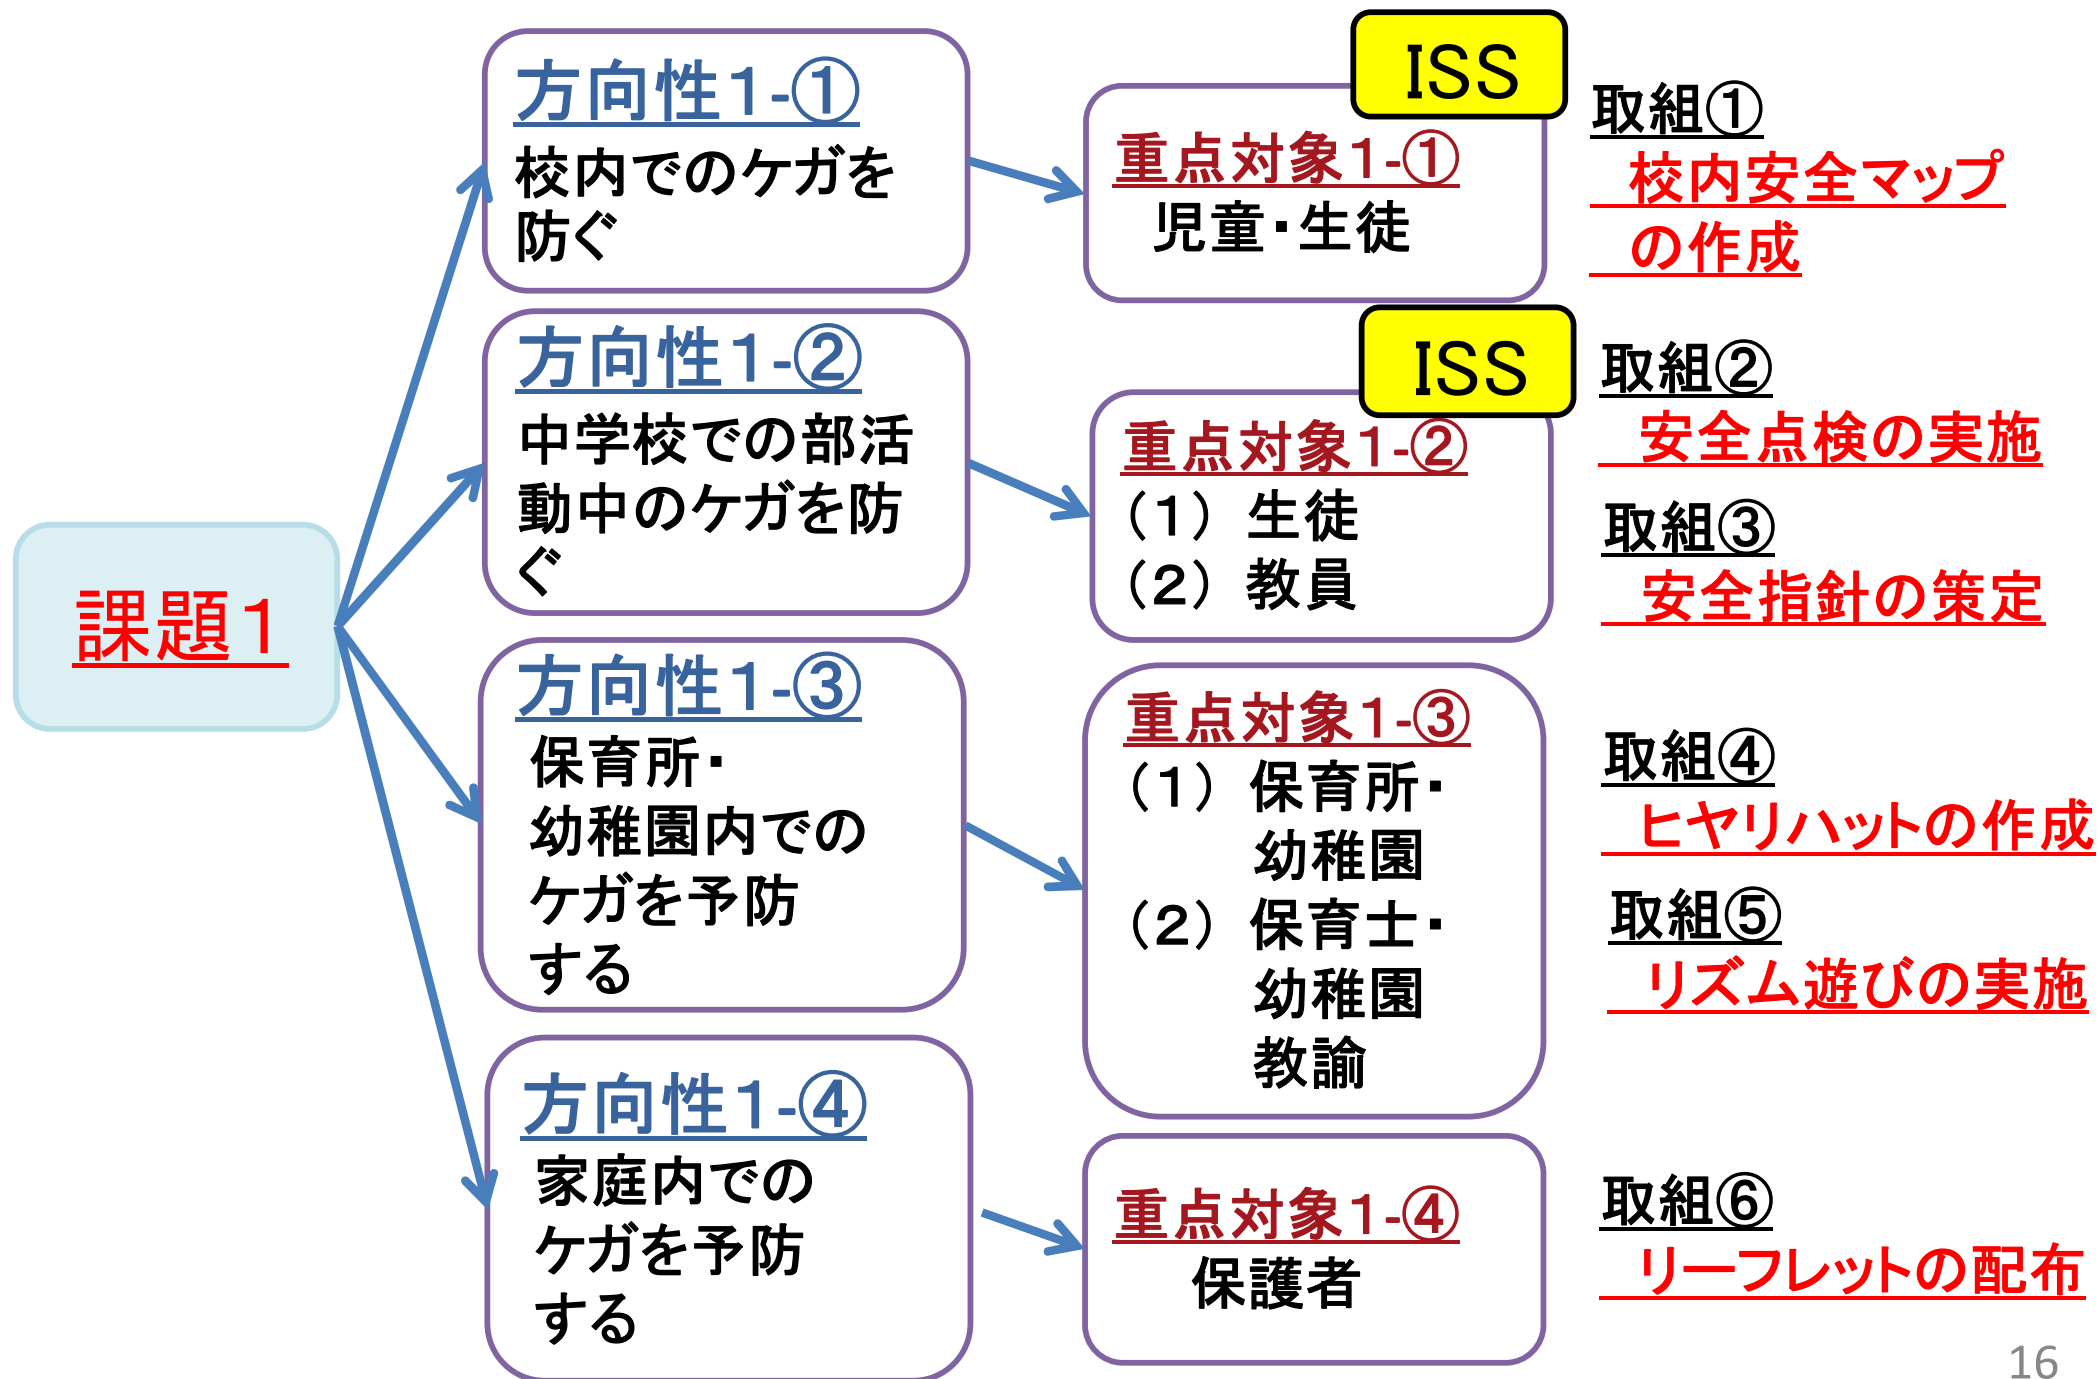 課題1
方向性1-①
校内でのケガを
防ぐ
ISS
重点対象1-①
児童・生徒
取組①
校内安全マップ
の作成
方向性1-②
中学校での部活
動中のケガを防
ぐ
ISS
重点対象1-②
（1） 生徒
（2） 教員
取組②
安全点検の実施
取組③
安全指針の策定
方向性1-③
保育所・
幼稚園内での
ケガを予防
する
重点対象1-③
（1） 保育所・
幼稚園
（2） 保育士・
幼稚園
教諭
取組④
ヒヤリハットの作成
取組⑤
リズム遊びの実施
方向性1-④
家庭内での
ケガを予防
する
重点対象1-④
保護者
取組⑥
リーフレットの配布
16